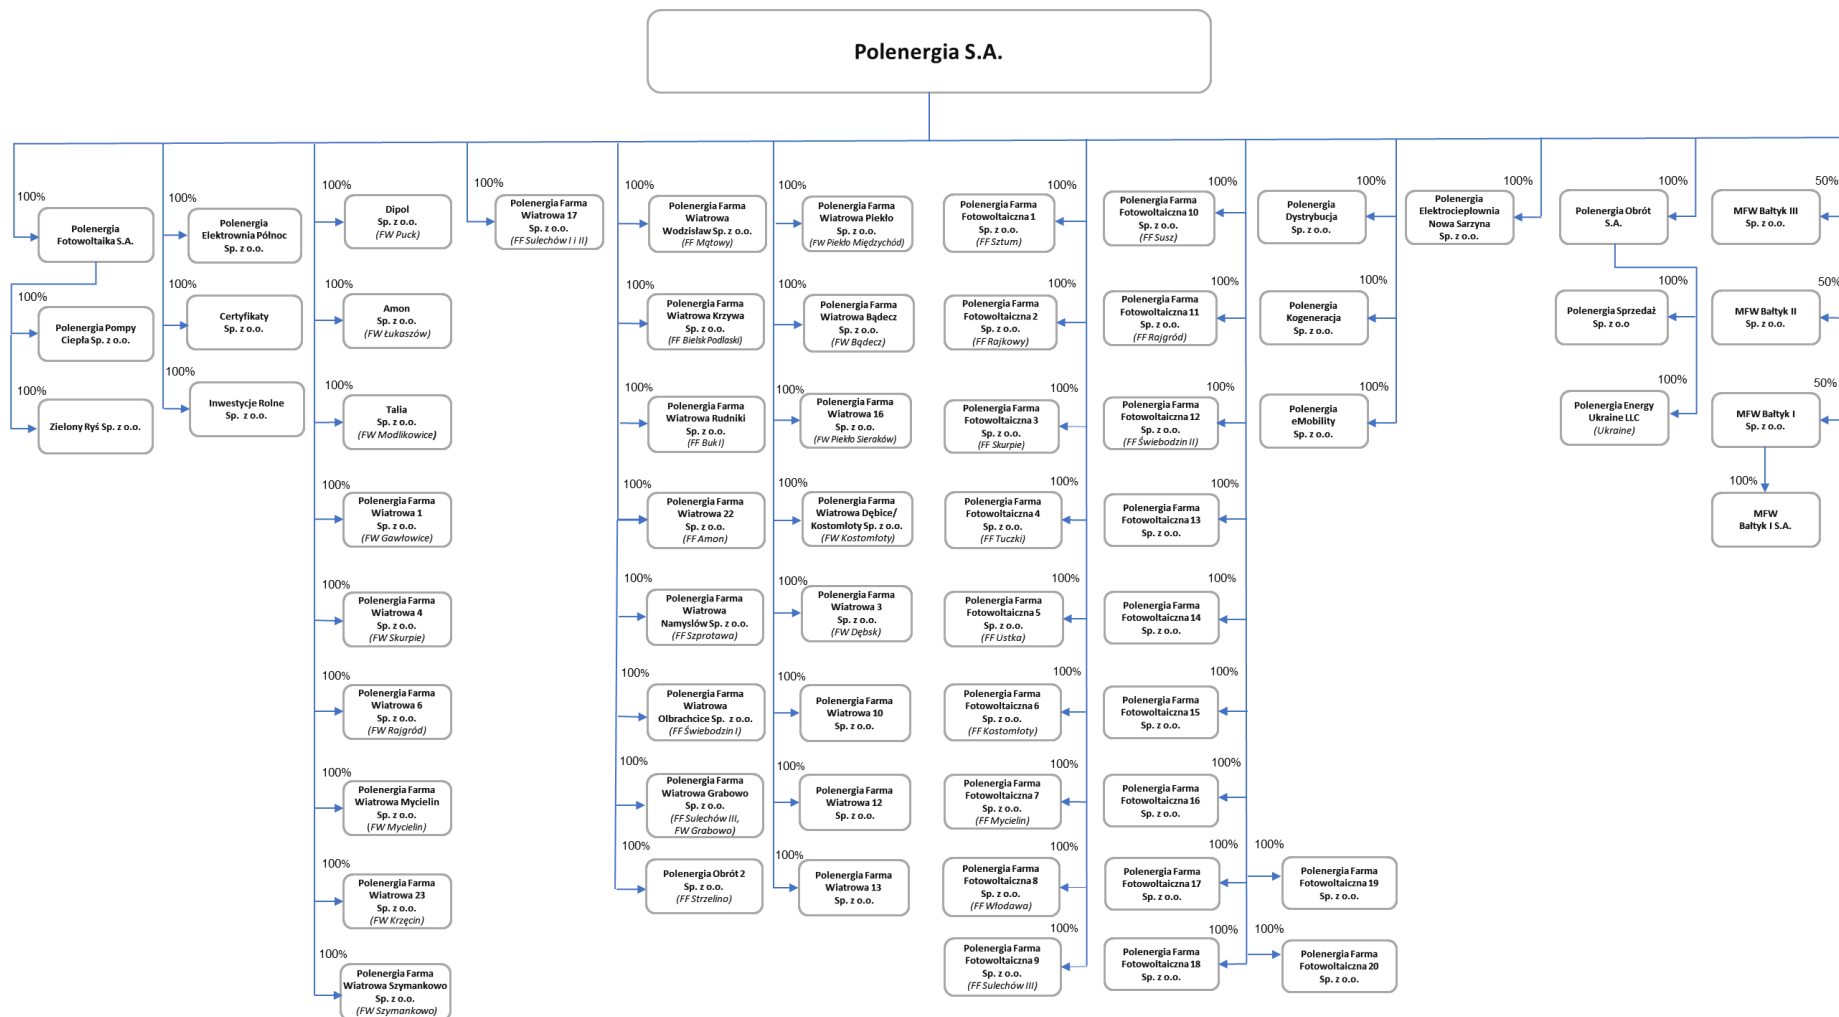 Polenergia S.A.
100%
Polenergia
Fotowoltaika S.A.
100%
Polenergia Pompy
Ciepła Sp. z o.o.
100%
Zielony Ryś Sp. z o.o.
100%
Polenergia
Elektrownia Północ
Sp. z o.o.
100%
Certyfikaty
Sp. z o.o.
100%
Inwestycje Rolne
Sp. z o.o.
100%
Dipol
Sp. z o.o.
(FW Puck)
100%
Amon
Sp. z o.o.
(FW Łukaszów)
100%
Talia
Sp. z o.o.
(FW Modlikowice)
100%
Polenergia Farma
Wiatrowa 1
Sp. z o.o.
(FW Gawłowice)
100%
Polenergia Farma
Wiatrowa 4
Sp. z o.o.
(FW Skurpie)
100%
Polenergia Farma
Wiatrowa 6
Sp. z o.o.
(FW Rajgród)
100%
Polenergia Farma
Wiatrowa Mycielin
Sp. z o.o.
(FW Mycielin)
100%
Polenergia Farma
Wiatrowa 23
Sp. z o.o.
(FW Krzęcin)
100%
Polenergia Farma
Wiatrowa Szymankowo
Sp. z o.o.
(FW Szymankowo)
100%
Polenergia Farma
Wiatrowa 17
Sp. z o.o.
(FF Sulechów I i II)
100%
Polenergia Farma
Wiatrowa
Wodzisław Sp. z o.o.
(FF Mątowy)
100%
Polenergia Farma
Wiatrowa Krzywa
Sp. z o.o.
(FF Bielsk Podlaski)
100%
Polenergia Farma
Wiatrowa Rudniki
Sp. z o.o.
(FF Buk I)
100%
Polenergia Farma
Wiatrowa 22
Sp. z o.o.
(FF Amon)
100%
Polenergia Farma
Wiatrowa
Namysłów Sp. z o.o.
(FF Szprotawa)
100%
Polenergia Farma
Wiatrowa
Olbrachcice Sp. z o.o.
(FF Świebodzin I)
100%
Polenergia Farma
Wiatrowa Grabowo
Sp. z o.o.
(FF Sulechów III,
FW Grabowo)
100%
Polenergia Obrót 2
Sp. z o.o.
(FF Strzelino)
100%
Polenergia Farma
Wiatrowa Piekło
Sp. z o.o.
(FW Piekło Międzychód)
100%
Polenergia Farma
Wiatrowa Bądecz
Sp. z o.o.
(FW Bądecz)
100%
Polenergia Farma
Wiatrowa 16
Sp. z o.o.
(FW Piekło Sieraków)
100%
Polenergia Farma
Wiatrowa Dębice/
Kostomłoty Sp. z o.o.
(FW Kostomłoty)
100%
Polenergia Farma
Wiatrowa 3
Sp. z o.o.
(FW Dębsk)
100%
Polenergia Farma
Wiatrowa 10
Sp. z o.o.
100%
Polenergia Farma
Wiatrowa 12
Sp. z o.o.
100%
Polenergia Farma
Wiatrowa 13
Sp. z o.o.
100%
Polenergia Farma
Fotowoltaiczna 1
Sp. z o.o.
(FF Sztum)
100%
Polenergia Farma
Fotowoltaiczna 2
Sp. z o.o.
(FF Rajkowy)
100%
Polenergia Farma
Fotowoltaiczna 3
Sp. z o.o.
(FF Skurpie)
100%
Polenergia Farma
Fotowoltaiczna 4
Sp. z o.o.
(FF Tuczki)
100%
Polenergia Farma
Fotowoltaiczna 5
Sp. z o.o.
(FF Ustka)
100%
Polenergia Farma
Fotowoltaiczna 6
Sp. z o.o.
(FF Kostomłoty)
100%
Polenergia Farma
Fotowoltaiczna 7
Sp. z o.o.
(FF Mycielin)
100%
Polenergia Farma
Fotowoltaiczna 8
Sp. z o.o.
(FF Włodawa)
100%
Polenergia Farma
Fotowoltaiczna 9
Sp. z o.o.
(FF Sulechów III)
100%
Polenergia Farma
Fotowoltaiczna 10
Sp. z o.o.
(FF Susz)
100%
Polenergia Farma
Fotowoltaiczna 11
Sp. z o.o.
(FF Rajgród)
100%
Polenergia Farma
Fotowoltaiczna 12
Sp. z o.o.
(FF Świebodzin II)
100%
Polenergia Farma
Fotowoltaiczna 13
Sp. z o.o.
100%
Polenergia Farma
Fotowoltaiczna 14
Sp. z o.o.
100%
Polenergia Farma
Fotowoltaiczna 15
Sp. z o.o.
100%
Polenergia Farma
Fotowoltaiczna 16
Sp. z o.o.
100%
Polenergia Farma
Fotowoltaiczna 17
Sp. z o.o.
100%
Polenergia Farma
Fotowoltaiczna 18
Sp. z o.o.
100%
Polenergia Farma
Fotowoltaiczna 19
Sp. z o.o.
100%
Polenergia Farma
Fotowoltaiczna 20
Sp. z o.o.
100%
Polenergia
Dystrybucja
Sp. z o.o.
100%
Polenergia
Kogeneracja
Sp. z o.o.
100%
Polenergia
eMobility
Sp. z o.o.
100%
Polenergia
Elektrociepłownia
Nowa Sarzyna
Sp. z o.o.
100%
Polenergia Obrót
S.A.
100%
Polenergia Sprzedaż
Sp. z o.o
100%
Polenergia Energy
Ukraine LLC
(Ukraine)
50%
MFW Bałtyk III
Sp. z o.o.
50%
MFW Bałtyk II
Sp. z o.o.
50%
MFW Bałtyk I
Sp. z o.o.
100%
MFW
Bałtyk I S.A.